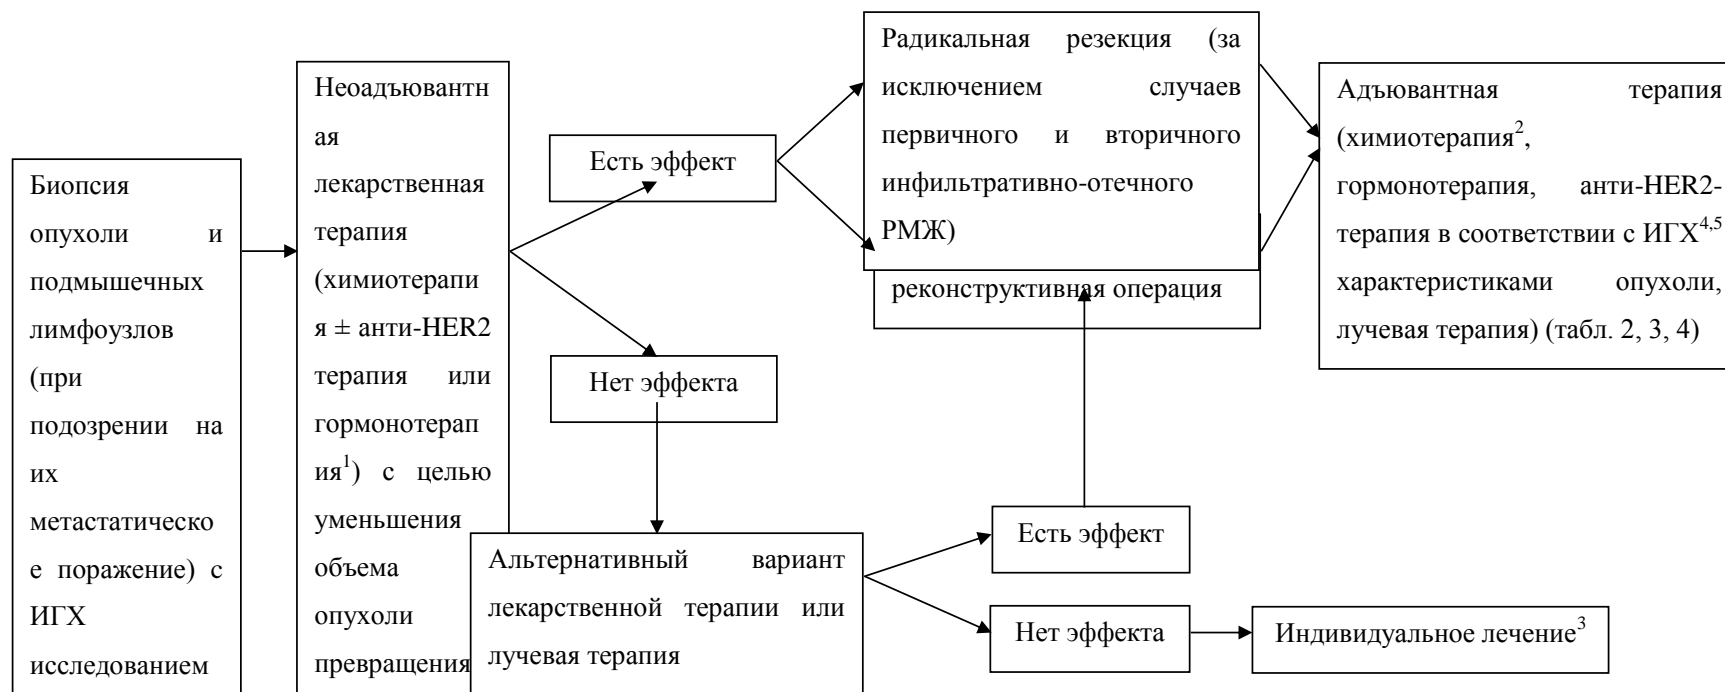 Биопсия
опухоли и
подмышечных
лимфоузлов
(при
подозрении на
их
метастатическо
е поражение) с
ИГХ
исследованием
Неоадъювантн
ая
лекарственная
терапия
(химиотерапи
я ± анти-HER2
терапия или
гормонотерап
ия¹) с целью
уменьшения
объема
опухоли
превращения
Есть эффект
Нет эффекта
Радикальная резекция (за
исключением случаев
первичного и вторичного
инфильтративно-отечного
РМЖ)
реконструктивная операция
Адъювантная терапия
(химиотерапия²,
гормонотерапия, анти-HER2-
терапия в соответствии с ИГХ⁴,⁵
характеристиками опухоли,
лучевая терапия) (табл. 2, 3, 4)
Альтернативный вариант
лекарственной терапии или
лучевая терапия
Есть эффект
Нет эффекта
Индивидуальное лечение³